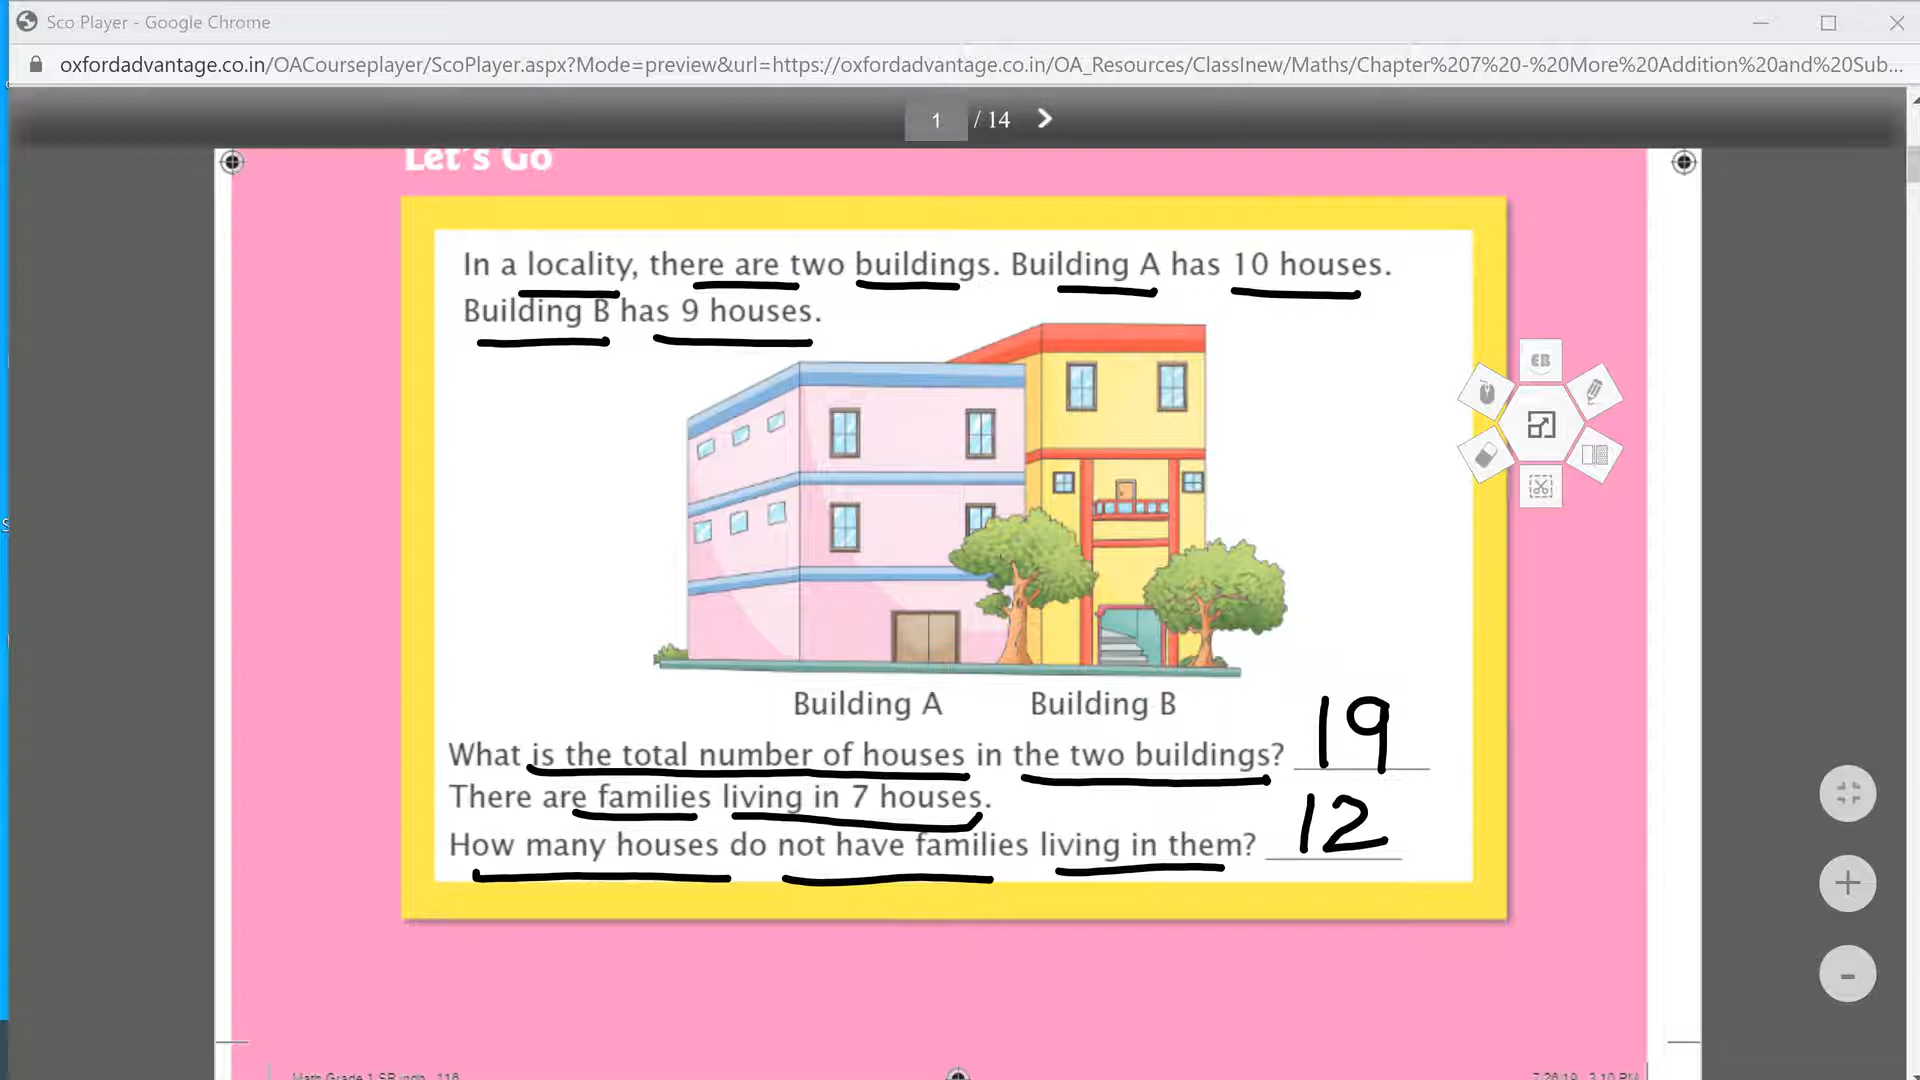 Sco Player - Google Chrome
oxfordadvantage.co.in/OACourseplayer/ScoPlayer.aspx?Mode=preview&url=https://oxfordadvantage.co.in/OA_Resources/ClassInew/Maths/Chapter%207%20-%20More%20Addition%20and%20Sub...
1 / 14
Let's Go
In a locality, there are two buildings. Building A has 10 houses.
Building B has 9 houses.
EB
Building A Building B
What is the total number of houses in the two buildings? 19
There are families living in 7 houses.
How many houses do not have families living in them? 12